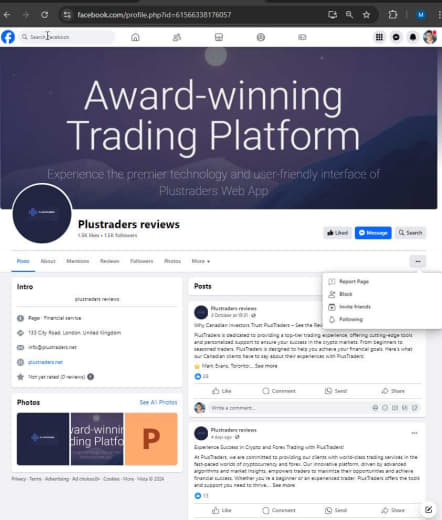 facebook.com/profile.php?id=61566338176057
M
Search Facebook
Award-winning
Trading Platform
Experience the premier technology and user-friendly interface of
Plustraders Web App
PLUSTRADERS
Plustraders reviews
1.5K likes • 1.5K followers
Liked
Message
Search
Posts
About
Mentions
Reviews
Followers
Photos
More
Intro
plustraders reviews
Page · Financial service
133 City Road, London, United Kingdom
info@plustraders.net
plustraders.net
Not yet rated (0 reviews)
Photos
See All Photos
ward-winnin
ding Platfo
P
Privacy · Terms · Advertising · Ad choices · Cookies · More · Meta © 2024
Posts
Report Page
Block
Invite friends
Following
Plustraders reviews
2 October at 19:31
Why Canadian Investors Trust PlusTraders – See the Re
PlusTraders is dedicated to providing a top-tier trading experience, offering cutting-edge tools
and personalized support to ensure your success in the crypto markets. From beginners to
seasoned traders, PlusTraders is designed to help you achieve your financial goals. Here's what
our Canadian clients have to say about their experiences with PlusTraders:
Mark Evans, Toronto:... See more
Like
Comment
Send
Share
Write a comment...
Plustraders reviews
4 days ago
Experience Success in Crypto and Forex Trading with PlusTraders!
At PlusTraders, we are committed to providing our clients with world-class trading services in the
fast-paced worlds of cryptocurrency and forex. Our innovative platform, driven by advanced
algorithms and market insights, empowers traders to maximize their opportunities and achieve
financial success. Whether you're a beginner or an experienced trader, PlusTraders offers the tools
and support you need to thrive.... See more
Like
Comment
Send
Share